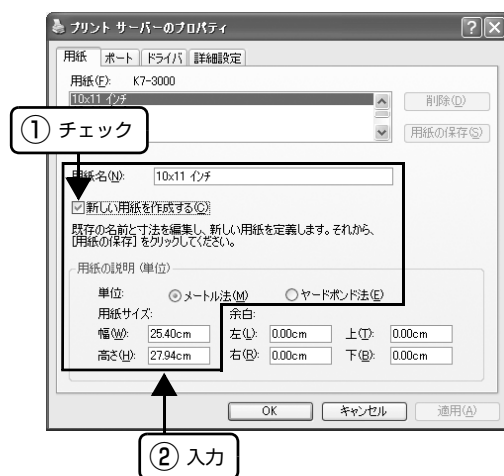 プリント サーバーのプロパティ
用紙 ポート ドライバ 詳細設定
用紙(F): K7-3000
10x11 インチ
削除(D)
用紙の保存(S)
① チェック
用紙名(N): 10x11 インチ
新しい用紙を作成する(C)
既存の名前と寸法を編集し、新しい用紙を定義します。それから、
[用紙の保存] をクリックしてください。
用紙の説明 (単位)
単位: メートル法(M) ヤードポンド法(E)
用紙サイズ: 余白:
幅(W): 25.40cm 左(L): 0.00cm 上(T): 0.00cm
高さ(H): 27.94cm 右(R): 0.00cm 下(B): 0.00cm
OK キャンセル 適用(A)
② 入力